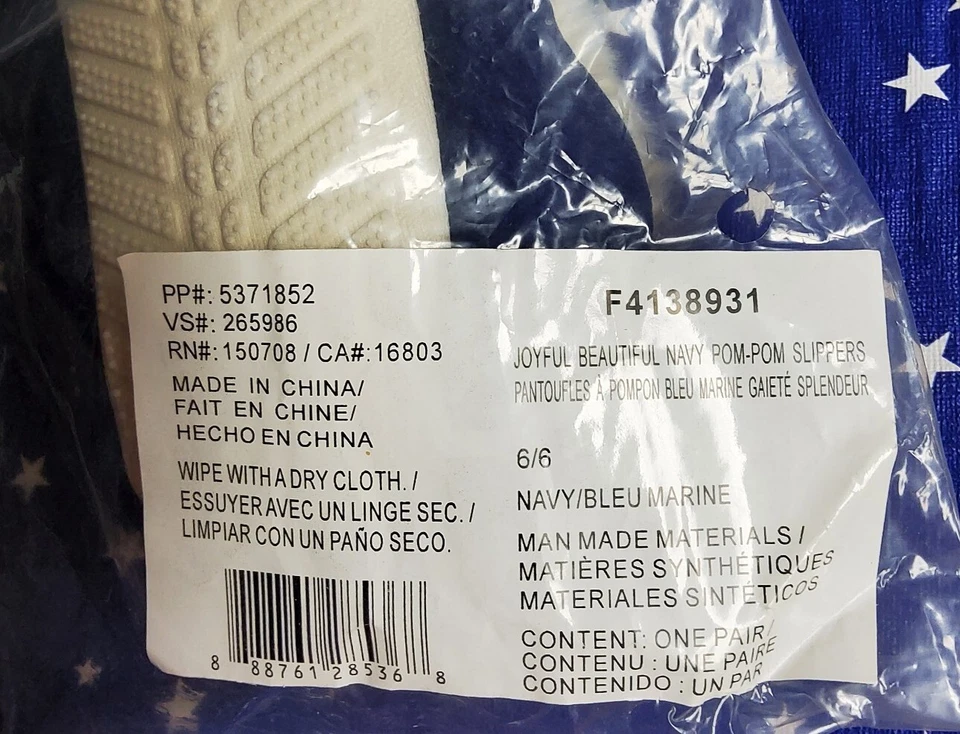 PP#: 5371852
VS#: 265986
RN#: 150708 / CA#:16803
MADE IN CHINA/
FAIT EN CHINE/
HECHO EN CHINA
WIPE WITH A DRY CLOTH. /
ESSUYER AVEC UN LINGE SEC. /
LIMPIAR CON UN PAÑO SECO.
8 88761 28536 8
F4138931
JOYFUL BEAUTIFUL NAVY POM-POM SLIPPERS
PANTOUFLES À POMPON BLEU MARINE GAIETÉ SPLENDEUR
6/6
NAVY/BLEU MARINE
MAN MADE MATERIALS /
MATIÈRES SYNTHÉTIQUES
MATERIALES SINTÉTICOS
CONTENT: ONE PAIR /
CONTENU : UNE PAIRE
CONTENIDO : UN PAR